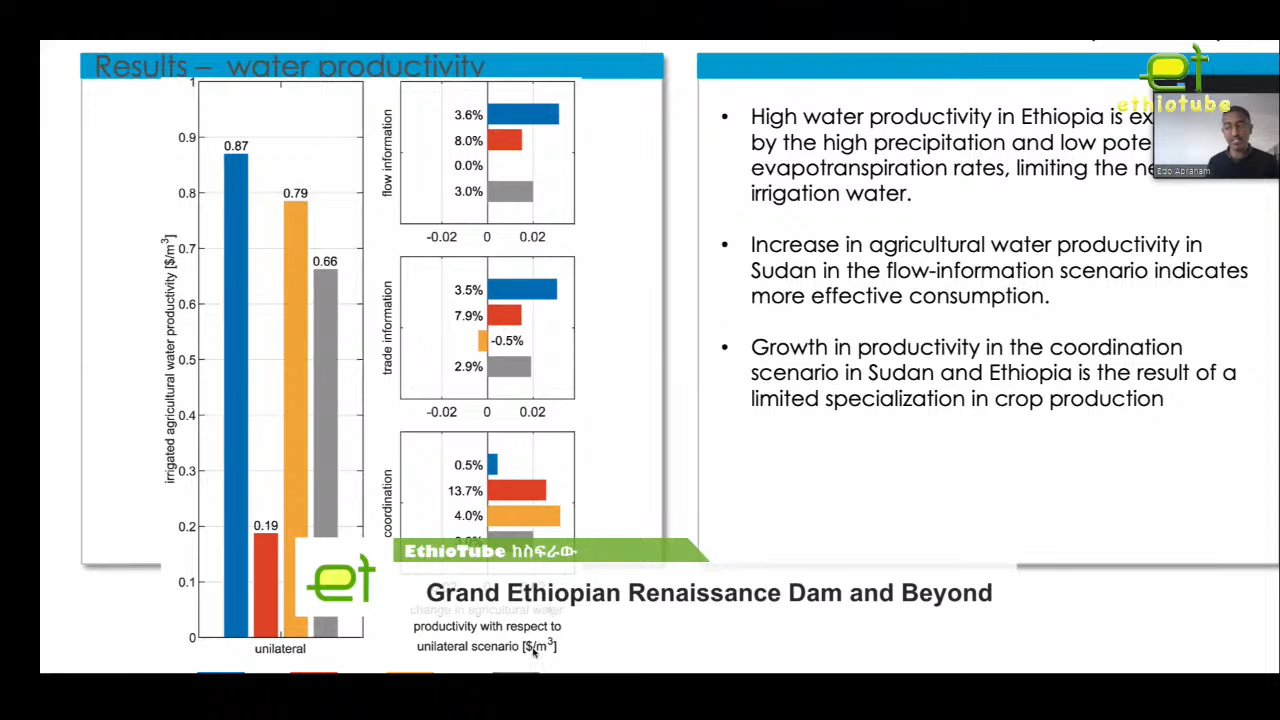 Results – water productivity
ethiotube
Edo Abraham
irrigated agricultural water productivity [$/m³]
1
0.9
0.8
0.7
0.6
0.5
0.4
0.3
0.2
0.1
0
0.87
0.19
0.79
0.66
unilateral
flow information
3.6%
8.0%
0.0%
3.0%
-0.02 0 0.02
trade information
3.5%
7.9%
-0.5%
2.9%
-0.02 0 0.02
coordination
0.5%
13.7%
4.0%
change in agricultural water
productivity with respect to
unilateral scenario [$/m³]
• High water productivity in Ethiopia is
by the high precipitation and low
evapotranspiration rates, limiting the
irrigation water.
• Increase in agricultural water productivity in
Sudan in the flow-information scenario indicates
more effective consumption.
• Growth in productivity in the coordination
scenario in Sudan and Ethiopia is the result of a
limited specialization in crop production
EthioTube ከስፍራው
et
Grand Ethiopian Renaissance Dam and Beyond